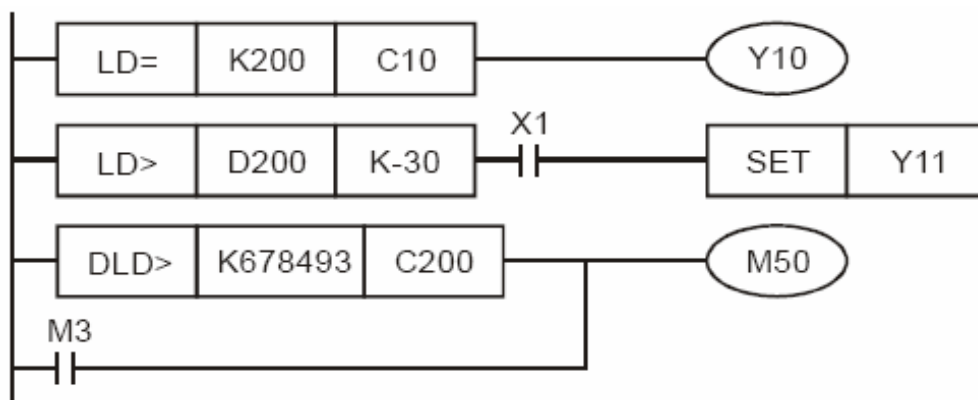 LD= K200 C10 Y10
X1
LD> D200 K-30 SET Y11
DLD> K678493 C200 M50
M3